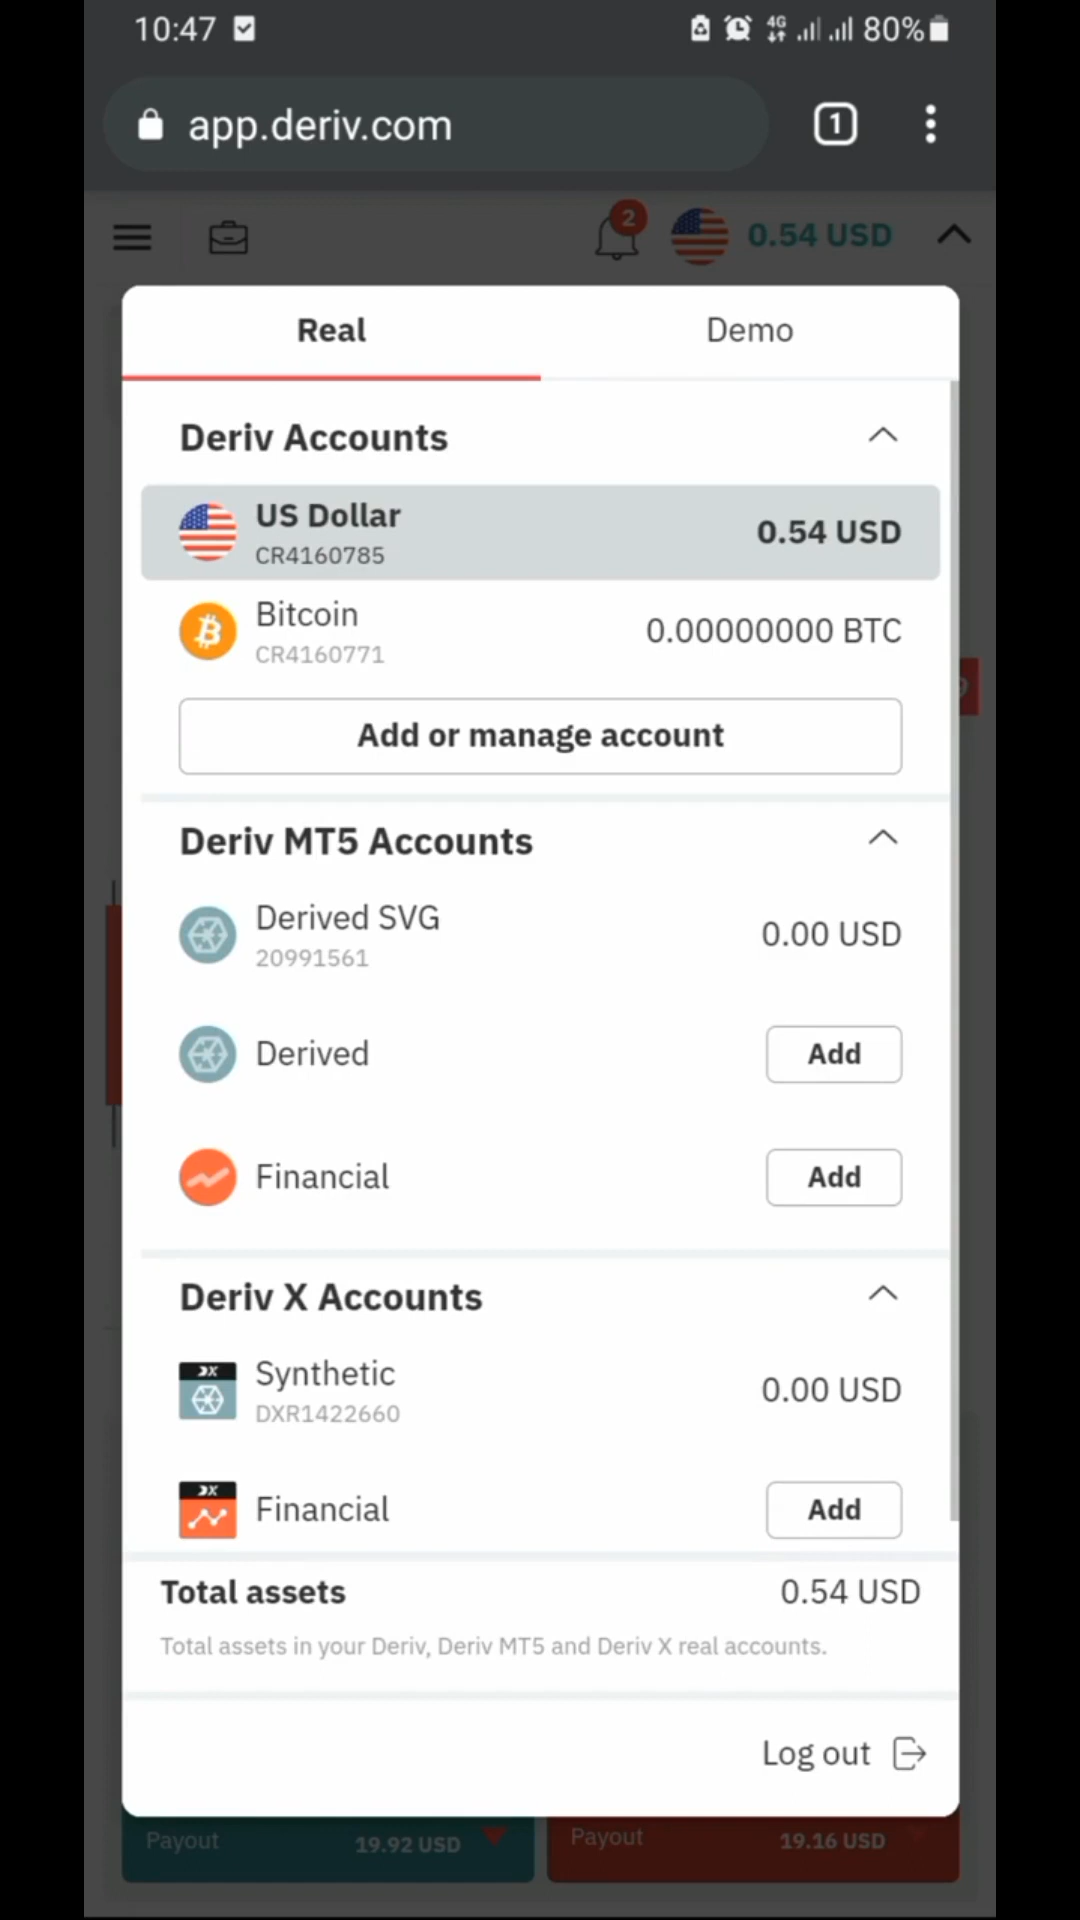 10:47
4G
80%
app.deriv.com
1
2
0.54 USD
Real
Demo
Deriv Accounts
US Dollar
0.54 USD
CR4160785
Bitcoin
0.00000000 BTC
CR4160771
Add or manage account
Deriv MT5 Accounts
Derived SVG
0.00 USD
20991561
Derived
Add
Financial
Add
Deriv X Accounts
Synthetic
0.00 USD
DXR1422660
Financial
Add
Total assets
0.54 USD
Total assets in your Deriv, Deriv MT5 and Deriv X real accounts.
Log out
Payout
19.92 USD
Payout
19.16 USD